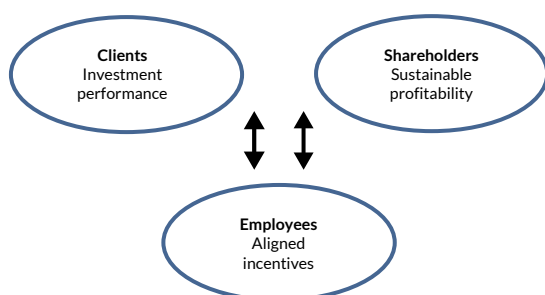 Clients
Investment
performance
Shareholders
Sustainable
profitability
Employees
Aligned
incentives